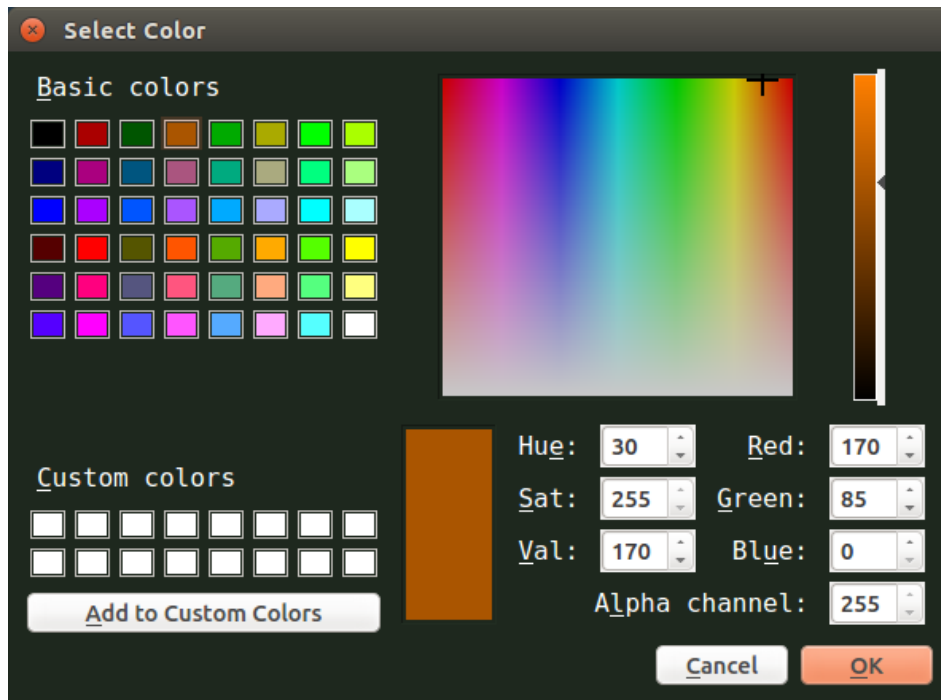 Select Color
Basic colors
Hue: 30 Red: 170
Custom colors
Sat: 255 Green: 85
Val: 170 Blue: 0
Add to Custom Colors
Alpha channel: 255
Cancel OK